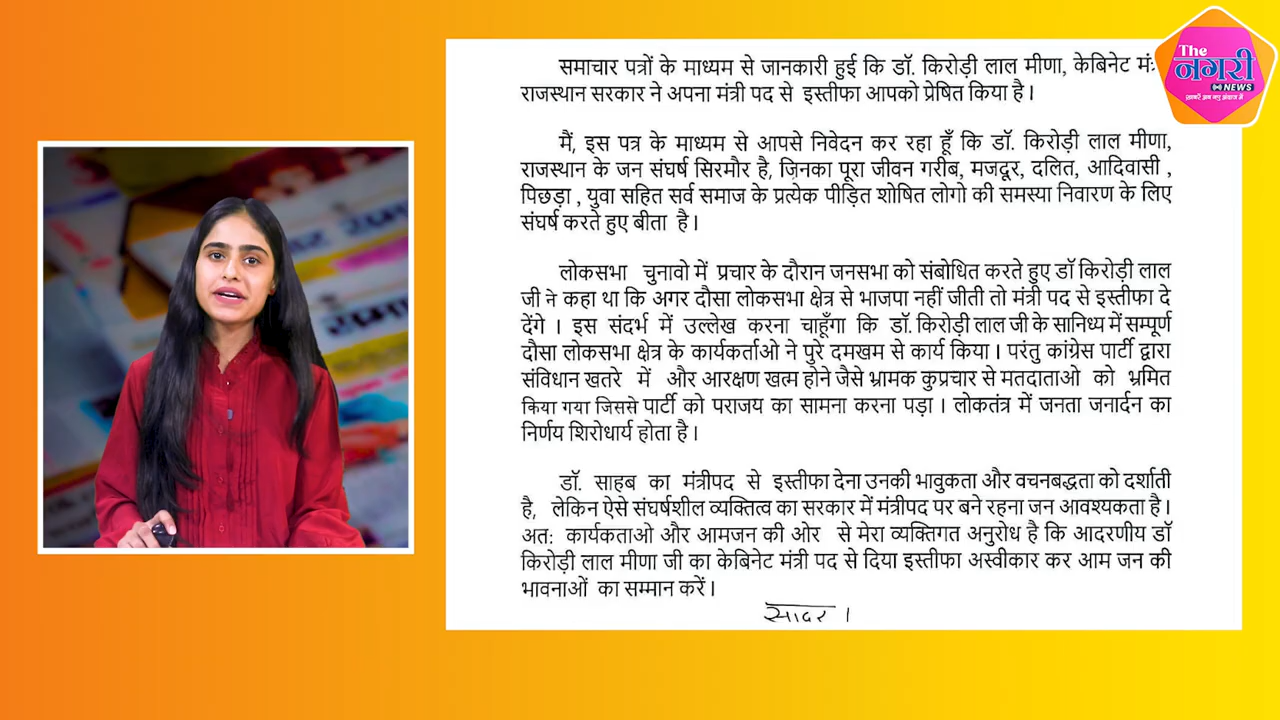 The
नगरी
NEWS
समाचार पत्रों के माध्यम से जानकारी हुई कि डॉ. किरोड़ी लाल मीणा, केबिनेट
राजस्थान सरकार ने अपना मंत्री पद से इस्तीफा आपको प्रेषित किया है ।
मैं, इस पत्र के माध्यम से आपसे निवेदन कर रहा हूँ कि डॉ. किरोड़ी लाल मीणा,
राजस्थान के जन संघर्ष सिरमौर है, जिनका पूरा जीवन गरीब, मजदूर, दलित, आदिवासी ,
पिछड़ा , युवा सहित सर्व समाज के प्रत्येक पीड़ित शोषित लोगो की समस्या निवारण के लिए
संघर्ष करते हुए बीता है ।
लोकसभा चुनावो में प्रचार के दौरान जनसभा को संबोधित करते हुए डॉ किरोड़ी लाल
जी ने कहा था कि अगर दौसा लोकसभा क्षेत्र से भाजपा नहीं जीती तो मंत्री पद से इस्तीफा दे
देंगे । इस संदर्भ में उल्लेख करना चाहूँगा कि डॉ. किरोड़ी लाल जी के सानिध्य में सम्पूर्ण
दौसा लोकसभा क्षेत्र के कार्यकर्ताओ ने पुरे दमखम से कार्य किया । परंतु कांग्रेस पार्टी द्वारा
संविधान खतरे में और आरक्षण खत्म होने जैसे भ्रामक कुप्रचार से मतदाताओ को भ्रमित
किया गया जिससे पार्टी को पराजय का सामना करना पड़ा । लोकतंत्र में जनता जनार्दन का
निर्णय शिरोधार्य होता है ।
डॉ. साहब का मंत्रीपद से इस्तीफा देना उनकी भावुकता और वचनबद्धता को दर्शाती
है, लेकिन ऐसे संघर्षशील व्यक्तित्व का सरकार में मंत्रीपद पर बने रहना जन आवश्यकता है ।
अत: कार्यकताओ और आमजन की ओर से मेरा व्यक्तिगत अनुरोध है कि आदरणीय डॉ
किरोड़ी लाल मीणा जी का केबिनेट मंत्री पद से दिया इस्तीफा अस्वीकार कर आम जन की
भावनाओं का सम्मान करें ।
सादर ।